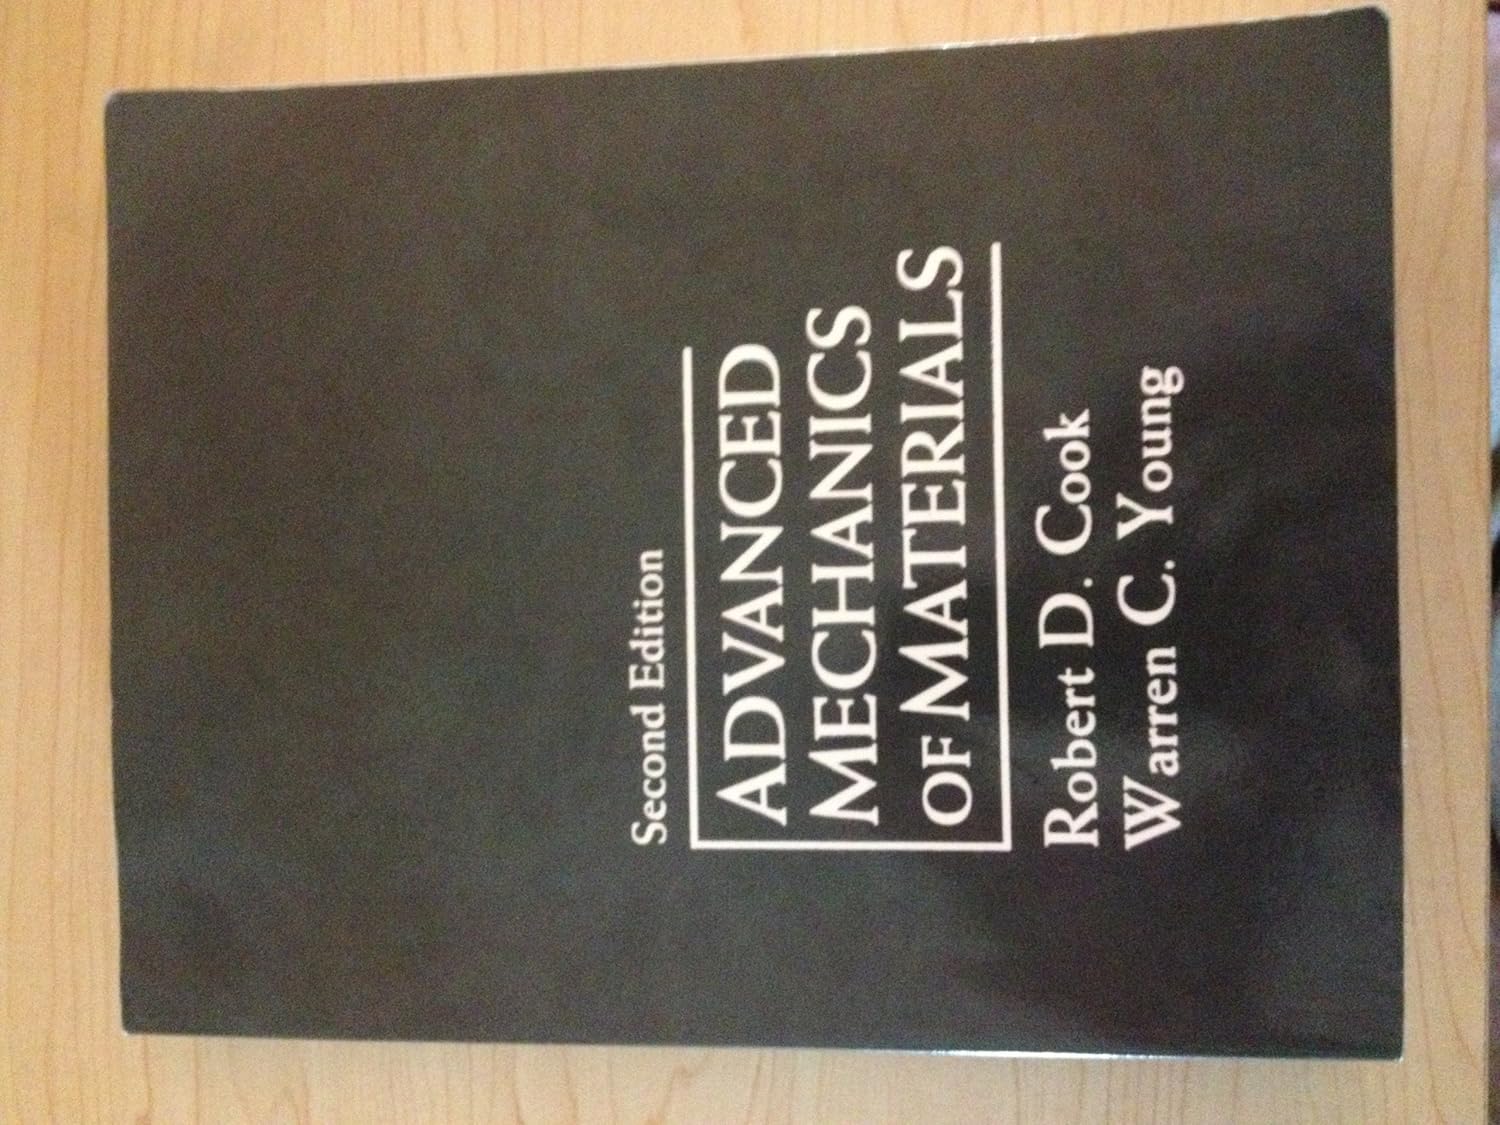 Second Edition
ADVANCED
MECHANICS
OF MATERIALS
Robert D. Cook
Warren C. Young